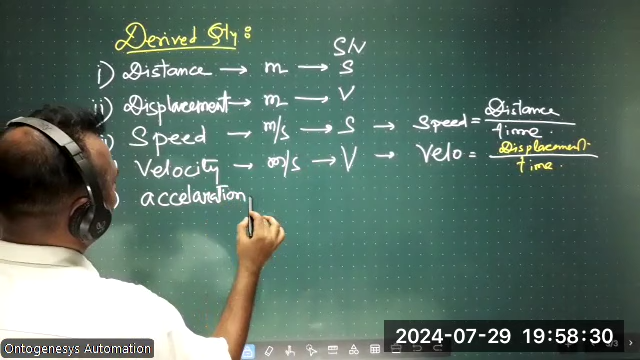 Derived Qty:
S/V
i) Distance → m → S
ii) Displacement → m → V
) Speed → m/s → S → Speed = Distance / time.
) Velocity → m/s → V → Velo = Displacement. / time.
) accelaration
2024-07-29 19:58:30
Ontogenesys Automation